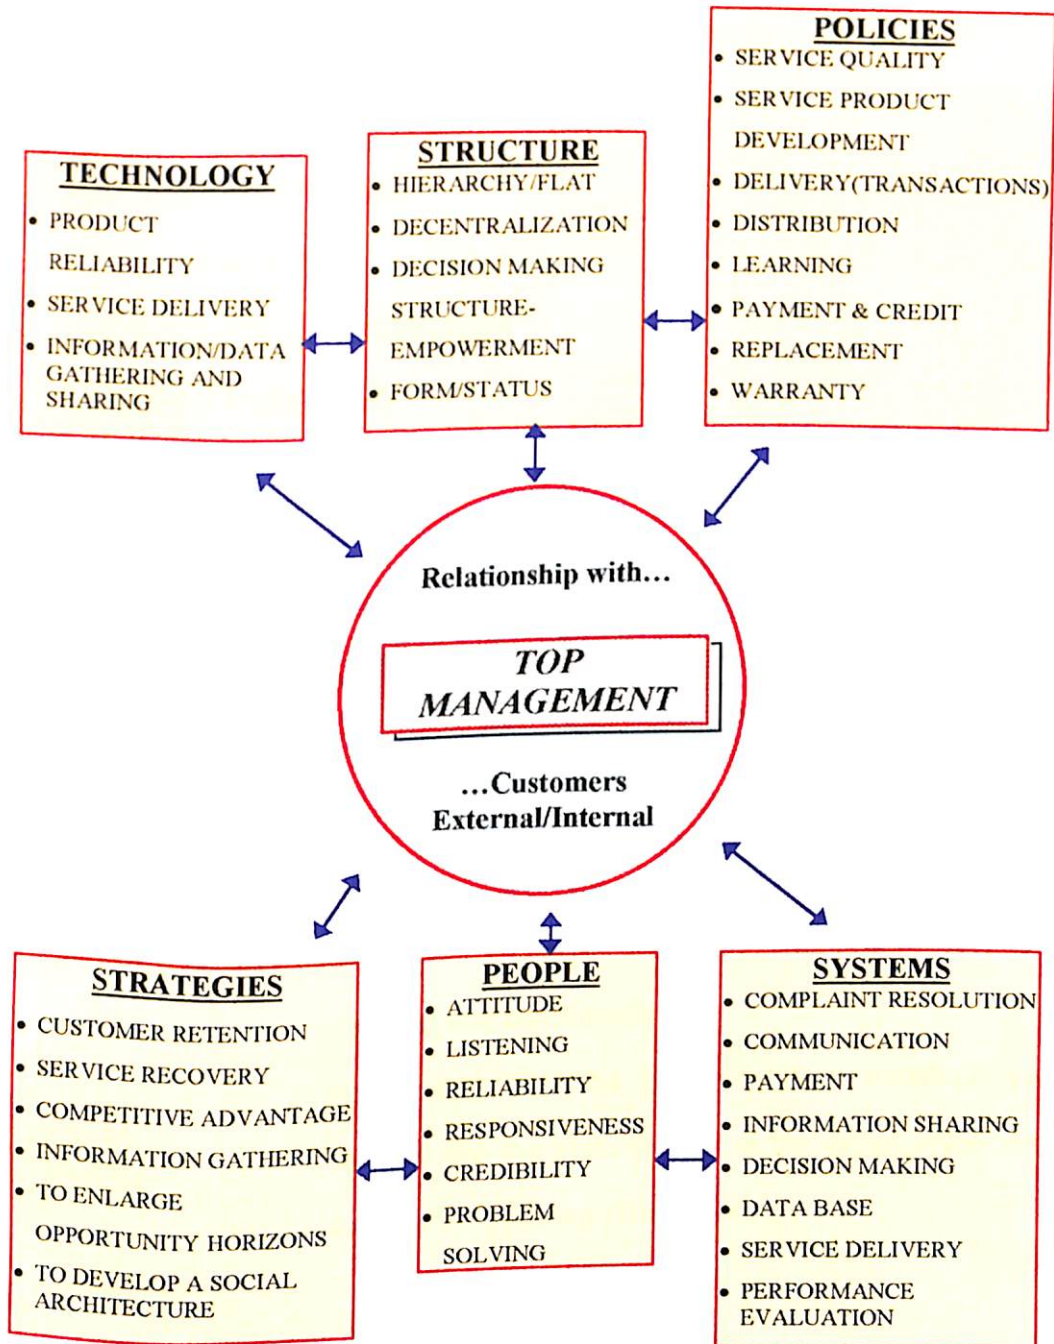 TECHNOLOGY
• PRODUCT
RELIABILITY
• SERVICE DELIVERY
• INFORMATION/DATA
GATHERING AND
SHARING
STRUCTURE
• HIERARCHY/FLAT
• DECENTRALIZATION
• DECISION MAKING
STRUCTURE-
EMPOWERMENT
• FORM/STATUS
POLICIES
• SERVICE QUALITY
• SERVICE PRODUCT
DEVELOPMENT
• DELIVERY(TRANSACTIONS)
• DISTRIBUTION
• LEARNING
• PAYMENT & CREDIT
• REPLACEMENT
• WARRANTY
Relationship with...
TOP
MANAGEMENT
...Customers
External/Internal
STRATEGIES
• CUSTOMER RETENTION
• SERVICE RECOVERY
• COMPETITIVE ADVANTAGE
• INFORMATION GATHERING
• TO ENLARGE
OPPORTUNITY HORIZONS
• TO DEVELOP A SOCIAL
ARCHITECTURE
PEOPLE
• ATTITUDE
• LISTENING
• RELIABILITY
• RESPONSIVENESS
• CREDIBILITY
• PROBLEM
SOLVING
SYSTEMS
• COMPLAINT RESOLUTION
• COMMUNICATION
• PAYMENT
• INFORMATION SHARING
• DECISION MAKING
• DATA BASE
• SERVICE DELIVERY
• PERFORMANCE
EVALUATION